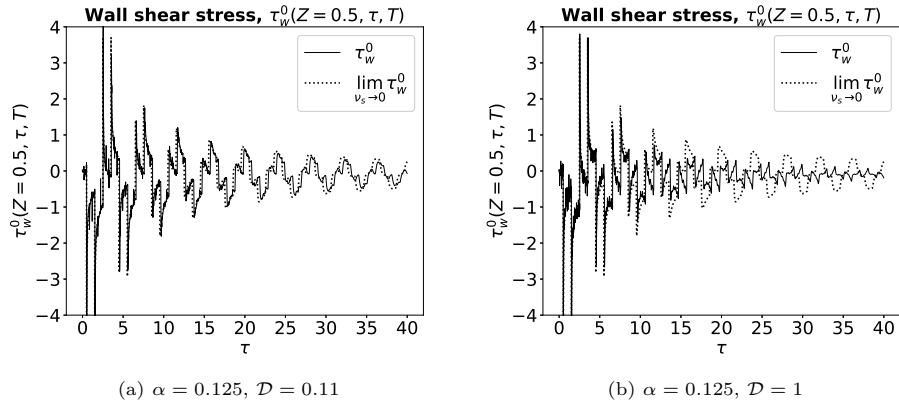 Wall shear stress, τ_w^0(Z = 0.5, τ, T)
τ_w^0(Z = 0.5, τ, T)
4
3
2
1
0
−1
−2
−3
−4
τ_w^0
lim_{ν_s→0} τ_w^0
0 5 10 15 20 25 30 35 40
τ
(a) α = 0.125, 𝒟 = 0.11
Wall shear stress, τ_w^0(Z = 0.5, τ, T)
τ_w^0(Z = 0.5, τ, T)
4
3
2
1
0
−1
−2
−3
−4
τ_w^0
lim_{ν_s→0} τ_w^0
0 5 10 15 20 25 30 35 40
τ
(b) α = 0.125, 𝒟 = 1